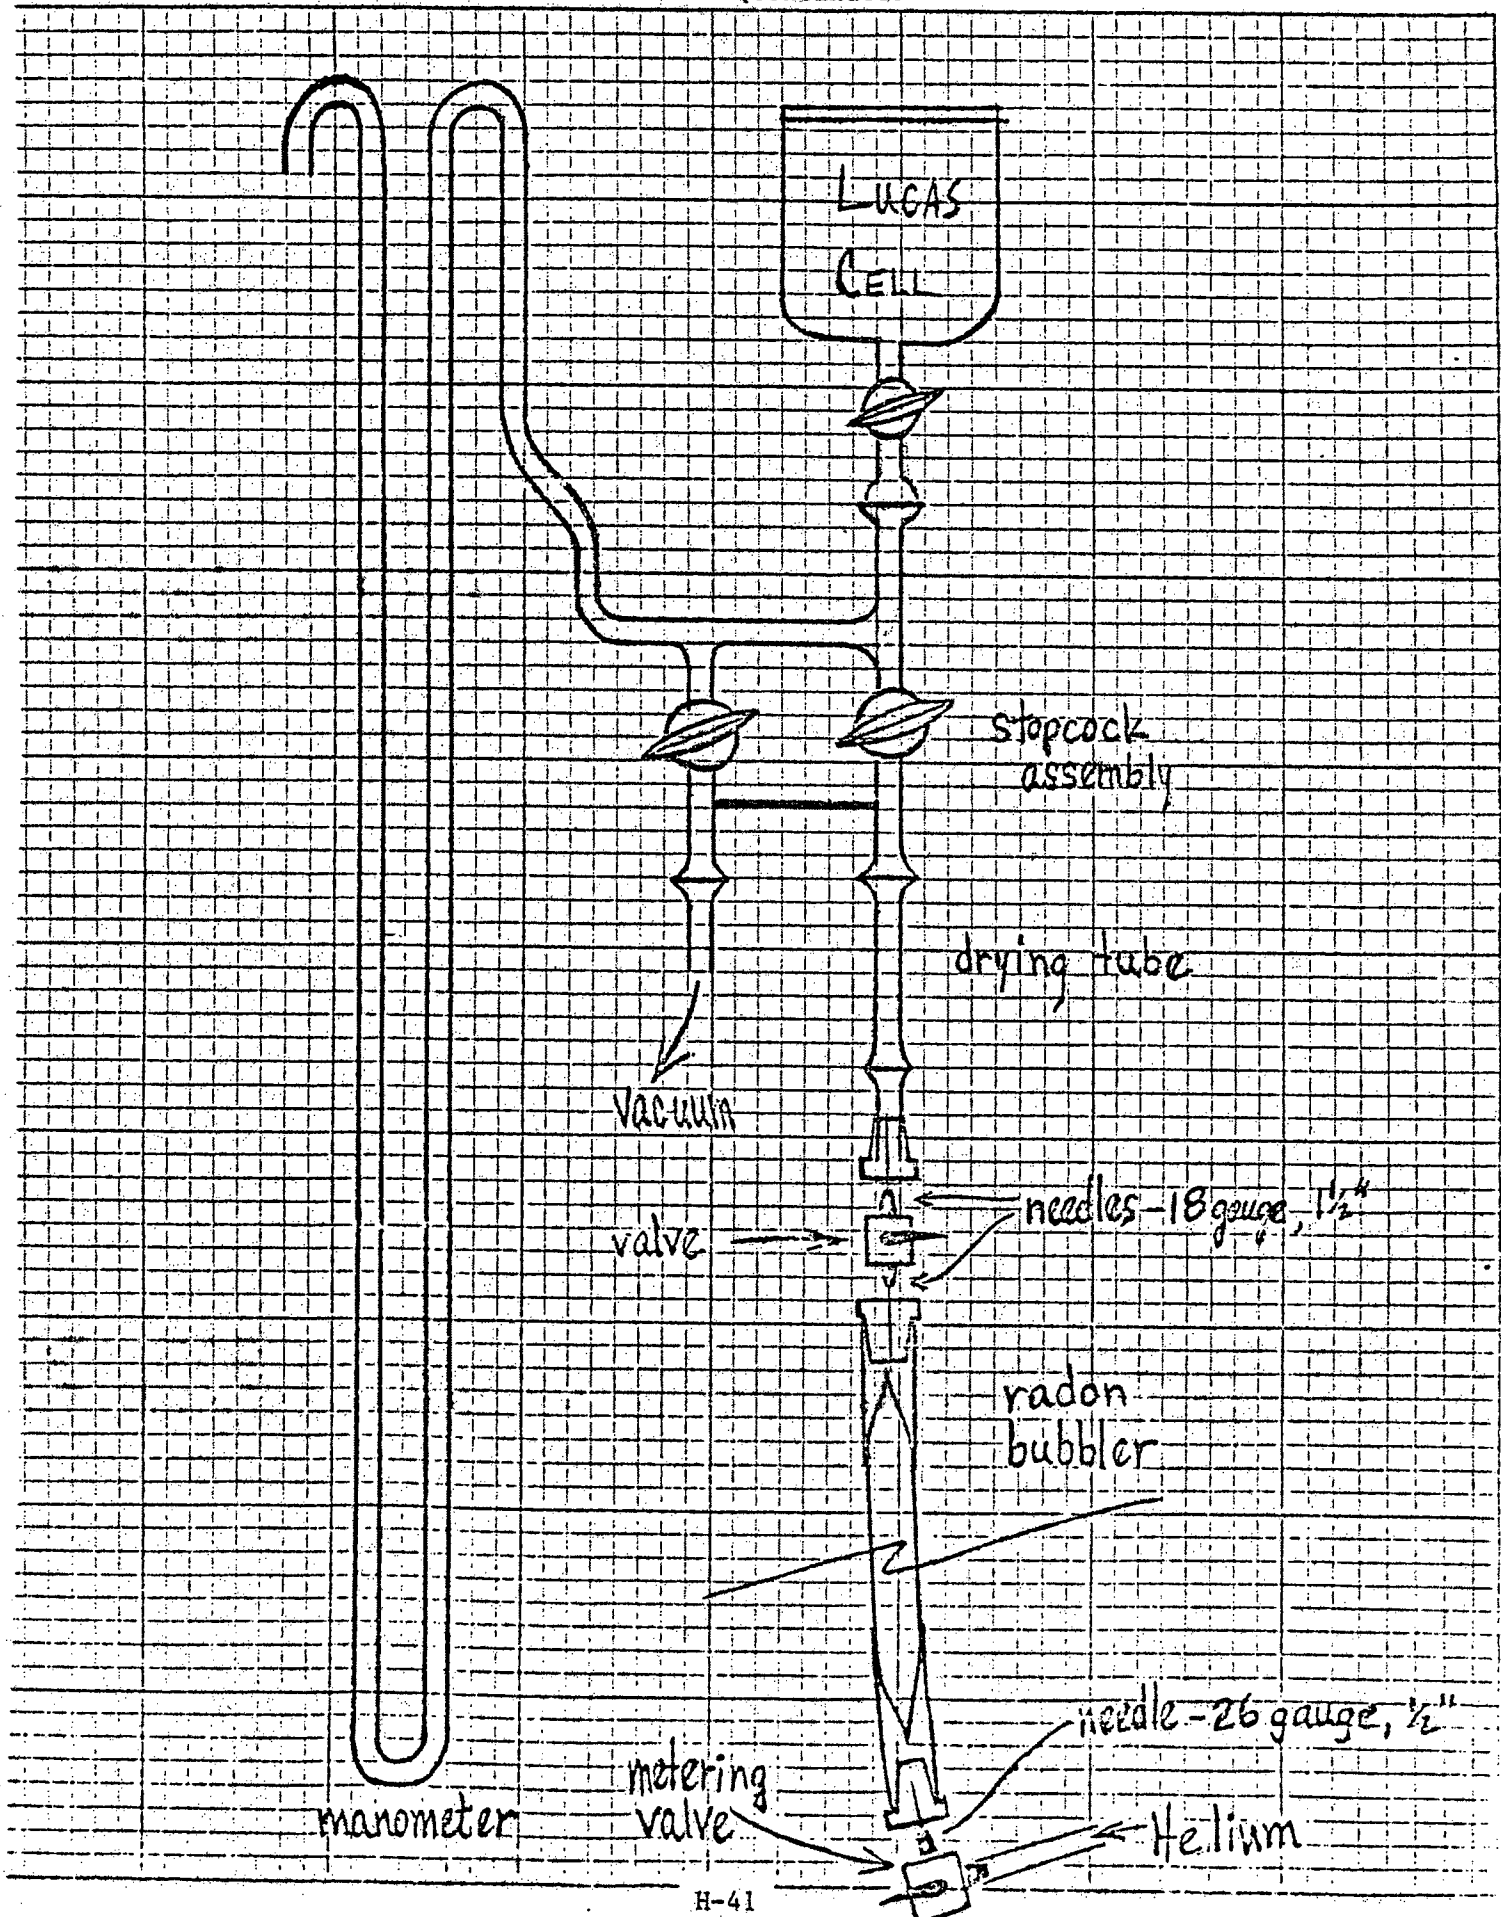 LUCAS
CELL
stopcock
assembly
drying tube
vacuum
needles-18 gauge, 1½"
valve
radon
bubbler
needle-26 gauge, ½"
metering
valve
manometer
Helium
H-41